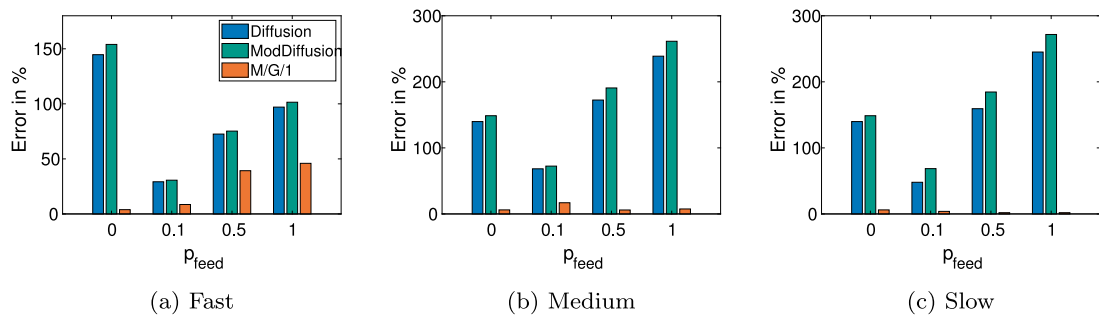 Error in %
150
100
50
0
Diffusion
ModDiffusion
M/G/1
0 0.1 0.5 1
p_feed
(a) Fast
Error in %
300
200
100
0
0 0.1 0.5 1
p_feed
(b) Medium
Error in %
300
200
100
0
0 0.1 0.5 1
p_feed
(c) Slow